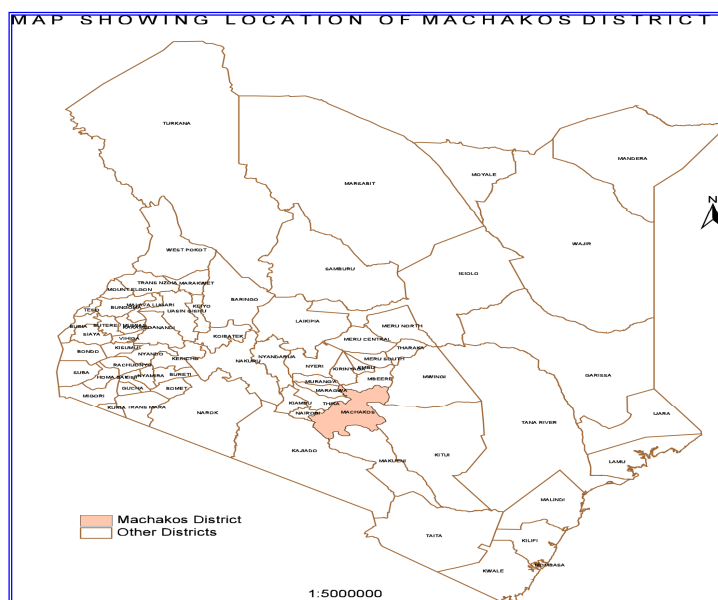 MAP SHOWING LOCATION OF MACHAKOS DISTRICT
TURKANA
MANDERA
MOYALE
MARSABIT
N
WAJIR
WEST POKOT
SAMBURU
ISIOLO
TRANS NZOIA
MARAKWET
MOUNT ELGON
BARINGO
KEIYO
BUNGOMA
UASIN GISHU
TESO
LAIKIPIA
MERU NORTH
BUSIA
SIAYA
VIHIGA
KOIBATEK
MERU CENTRAL
THARAKA
KISUMU
BONDO
NYANDO
KERICHO
NAKURU
NYANDARUA
MERU SOUTH
NYERI
EMBU
RACHUONYO
SUBA
HOMA BAY
NYAMIRA
BURETI
MURANGA
MBEERE
MWINGI
GARISSA
GUCHA
BOMET
MARAGWA
MIGORI
KURIA
TRANS MARA
NAROK
KIAMBU
THIKA
NAIROBI
MACHAKOS
IJARA
TANA RIVER
KAJIADO
MAKUENI
KITUI
LAMU
MALINDI
Machakos District
Other Districts
TAITA
KILIFI
MOMBASA
KWALE
1:5000000